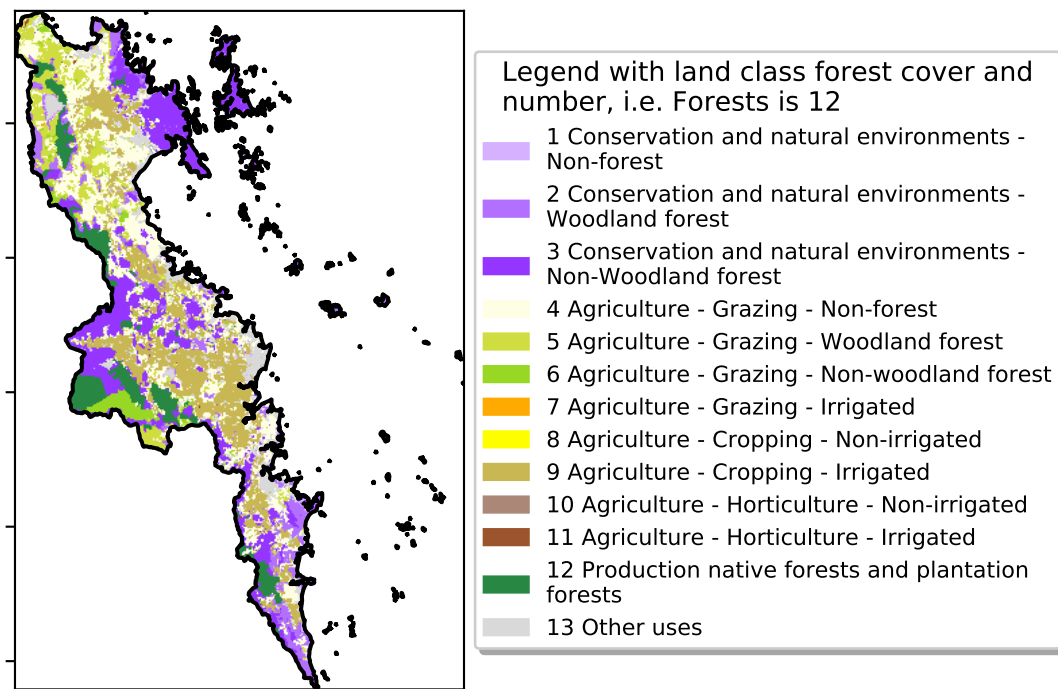 Legend with land class forest cover and
number, i.e. Forests is 12
1 Conservation and natural environments -
Non-forest
2 Conservation and natural environments -
Woodland forest
3 Conservation and natural environments -
Non-Woodland forest
4 Agriculture - Grazing - Non-forest
5 Agriculture - Grazing - Woodland forest
6 Agriculture - Grazing - Non-woodland forest
7 Agriculture - Grazing - Irrigated
8 Agriculture - Cropping - Non-irrigated
9 Agriculture - Cropping - Irrigated
10 Agriculture - Horticulture - Non-irrigated
11 Agriculture - Horticulture - Irrigated
12 Production native forests and plantation
forests
13 Other uses